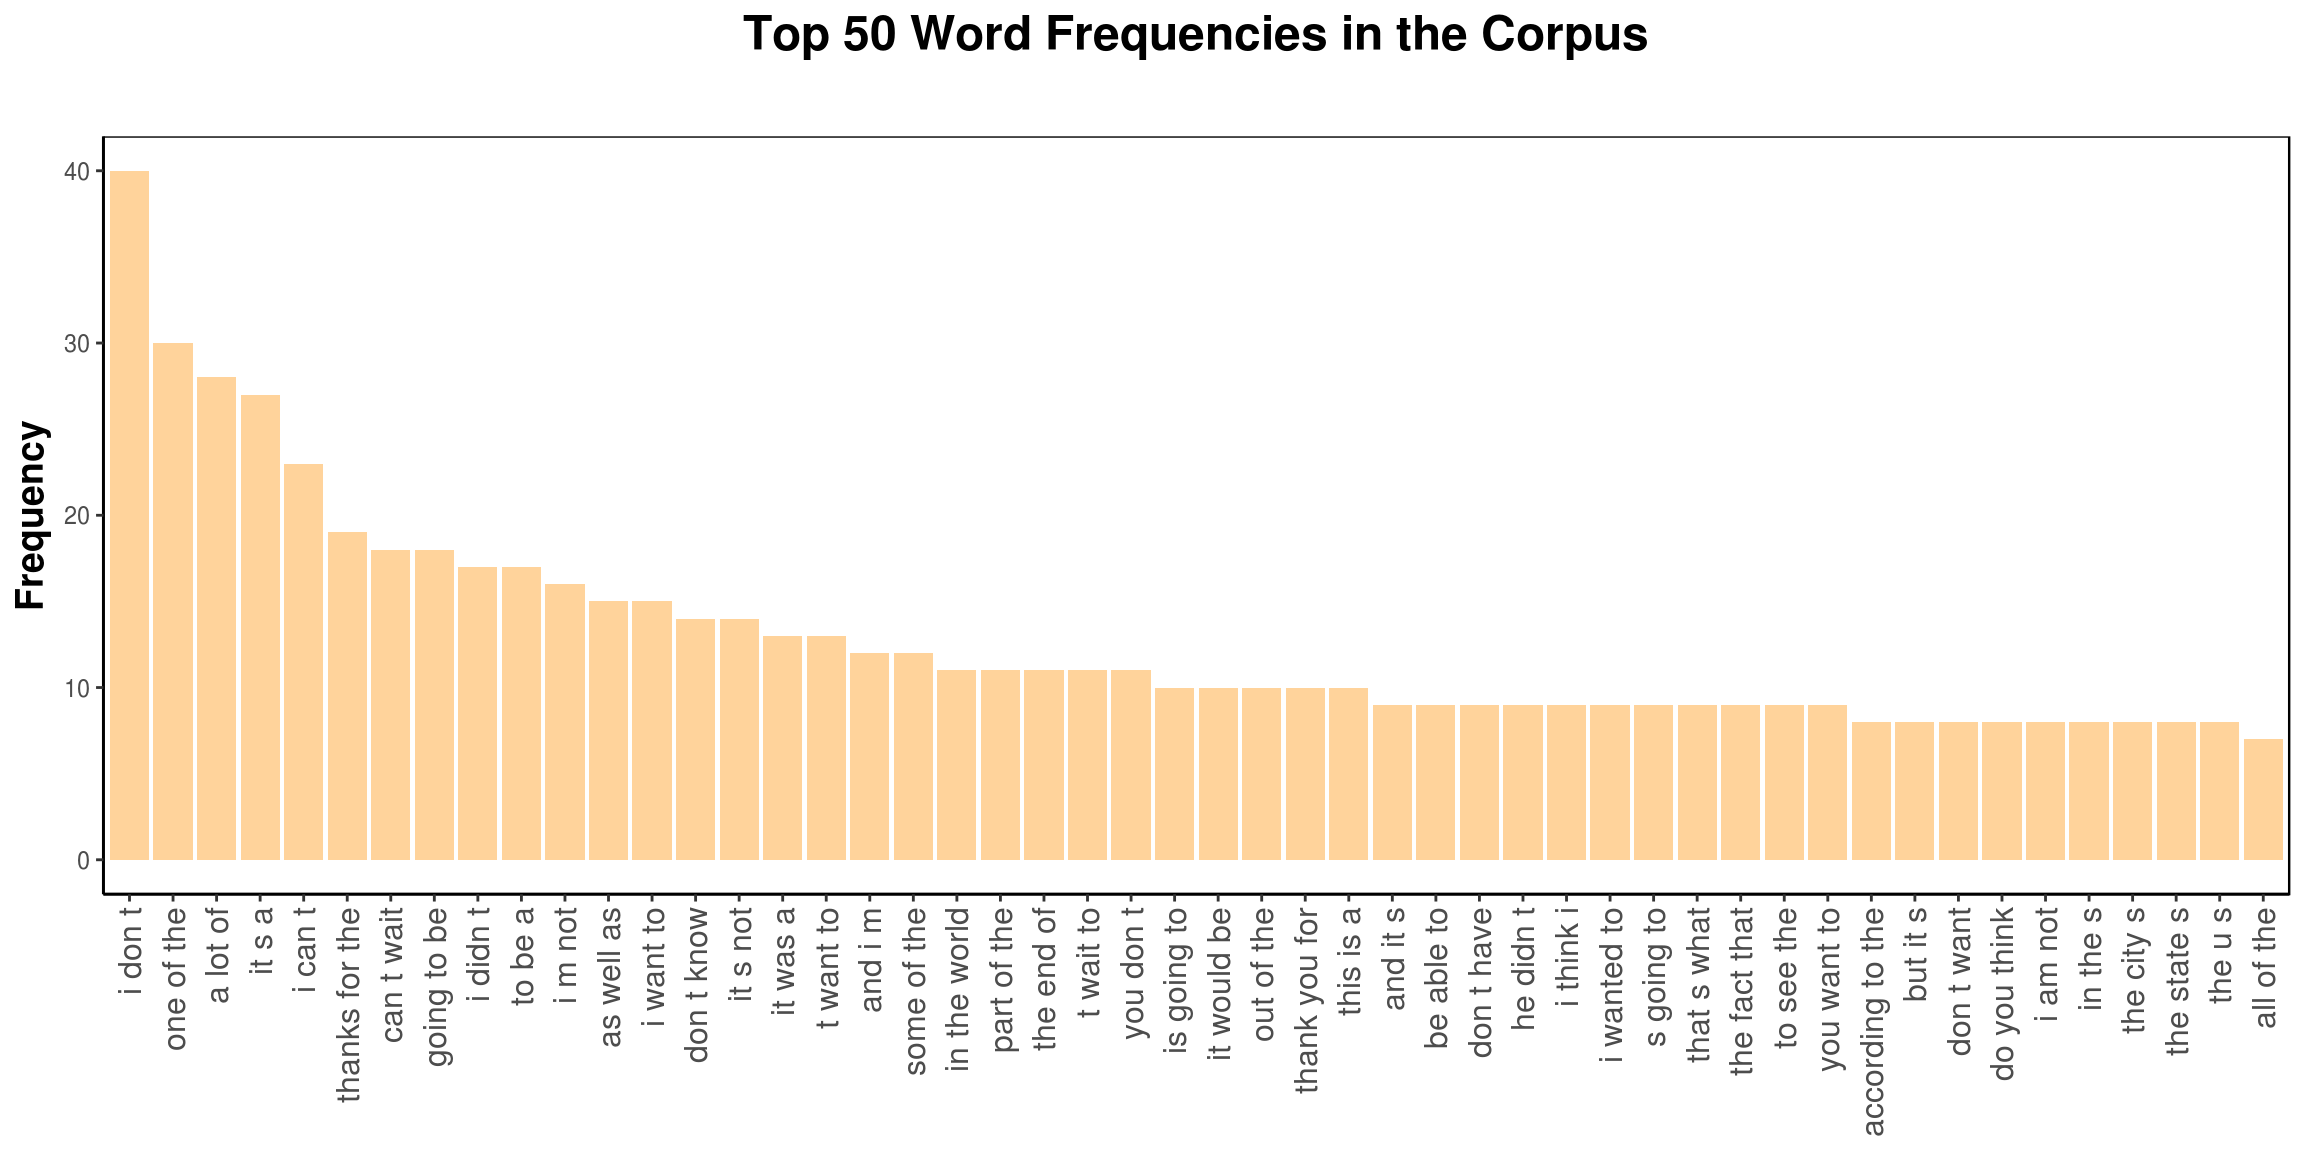 Top 50 Word Frequencies in the Corpus
Frequency
40
30
20
10
0
i don t
one of the
a lot of
it s a
i can t
thanks for the
can t wait
going to be
i didn t
to be a
i m not
as well as
i want to
don t know
it s not
it was a
t want to
and i m
some of the
in the world
part of the
the end of
t wait to
you don t
is going to
it would be
out of the
thank you for
this is a
and it s
be able to
don t have
he didn t
i think i
i wanted to
s going to
that s what
the fact that
to see the
you want to
according to the
but it s
don t want
do you think
i am not
in the s
the city s
the state s
the u s
all of the